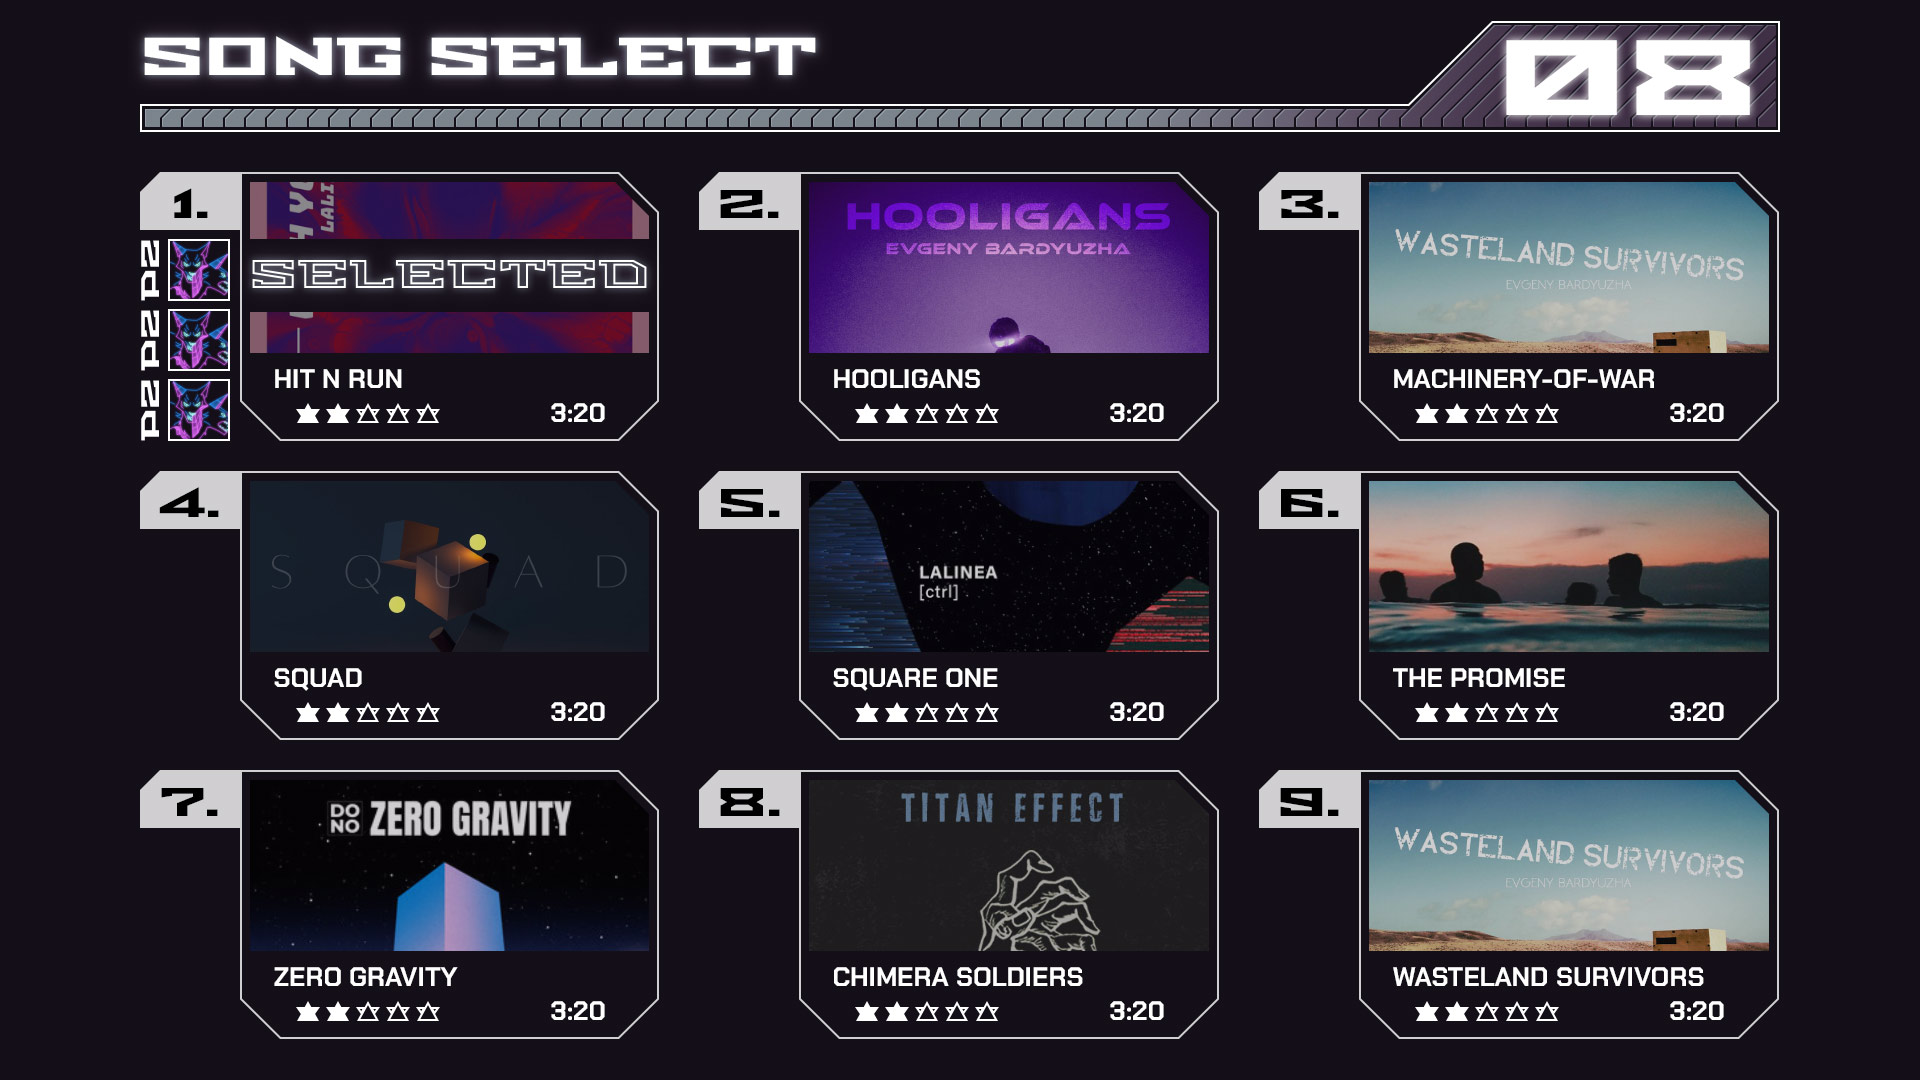 SONG SELECT
08
1.
P2
P2
P2
LALI
SELECTED
HIT N RUN
3:20
2.
HOOLIGANS
EVGENY BARDYUZHA
HOOLIGANS
3:20
3.
WASTELAND SURVIVORS
EVGENY BARDYUZHA
MACHINERY-OF-WAR
3:20
4.
SQUAD
SQUAD
3:20
5.
LALINEA
[ctrl]
SQUARE ONE
3:20
6.
THE PROMISE
3:20
7.
DO
NO
ZERO GRAVITY
ZERO GRAVITY
3:20
8.
TITAN EFFECT
CHIMERA SOLDIERS
3:20
9.
WASTELAND SURVIVORS
EVGENY BARDYUZHA
WASTELAND SURVIVORS
3:20